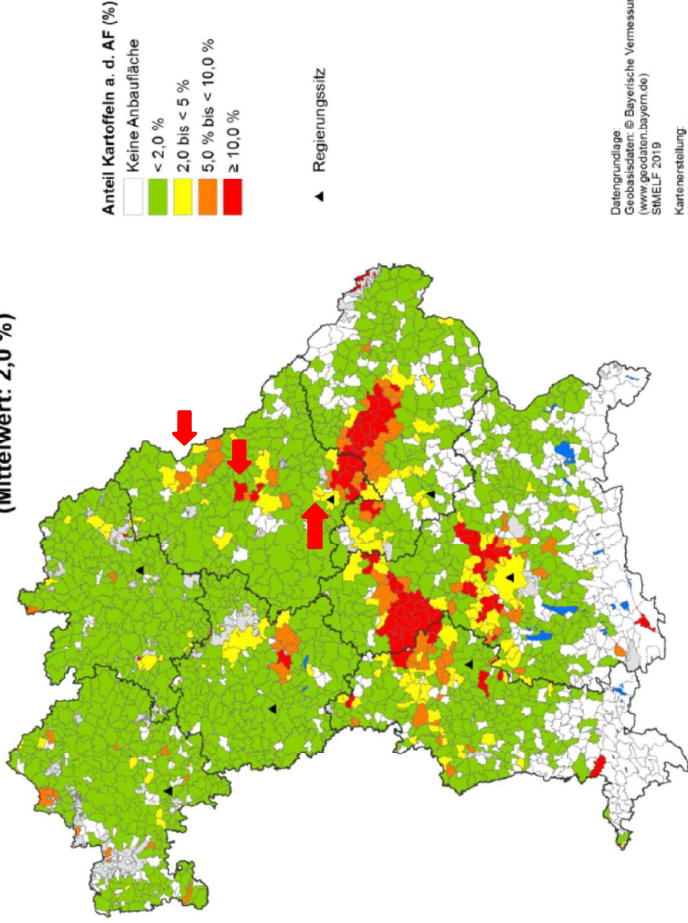 (Mittelwert: 2,0 %)
Anteil Kartoffeln a. d. AF (%)
Keine Anbaufläche
< 2,0 %
2,0 bis < 5 %
5,0 % bis < 10,0 %
≥ 10,0 %
Regierungssitz
Datengrundlage:
Geobasisdaten: © Bayerische Vermessur
(www.geodaten.bayern.de)
StMELF 2019
Kartenerstellung: